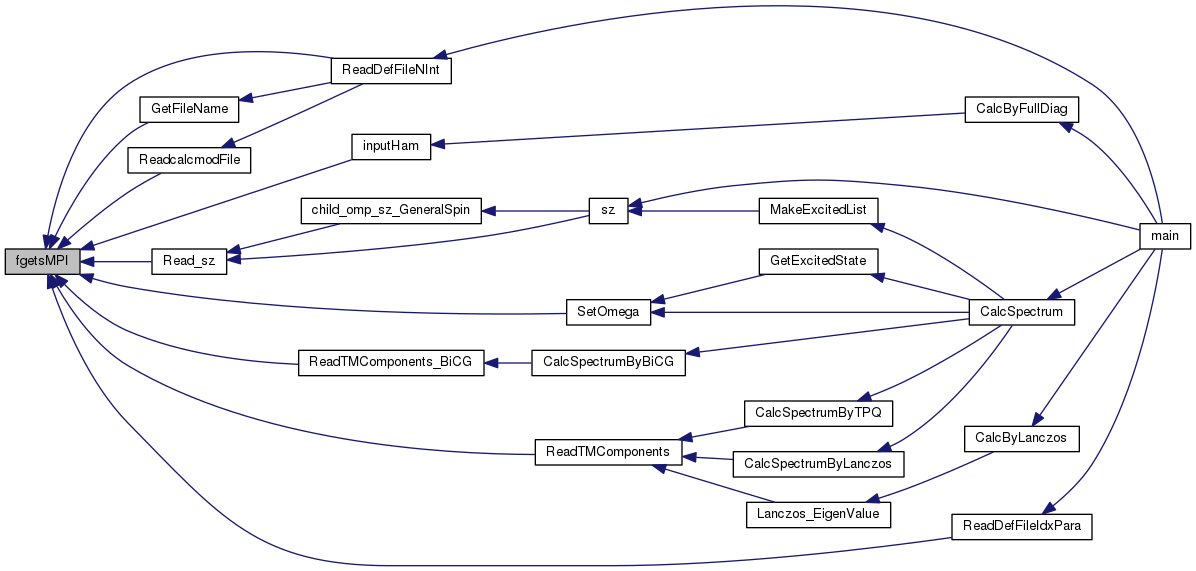 ReadDefFileNInt
GetFileName
CalcByFullDiag
inputHam
ReadcalcmodFile
child_omp_sz_GeneralSpin
sz
MakeExcitedList
main
fgetsMPI
Read_sz
GetExcitedState
SetOmega
CalcSpectrum
ReadTMComponents_BiCG
CalcSpectrumByBiCG
CalcSpectrumByTPQ
CalcByLanczos
ReadTMComponents
CalcSpectrumByLanczos
Lanczos_EigenValue
ReadDefFileIdxPara